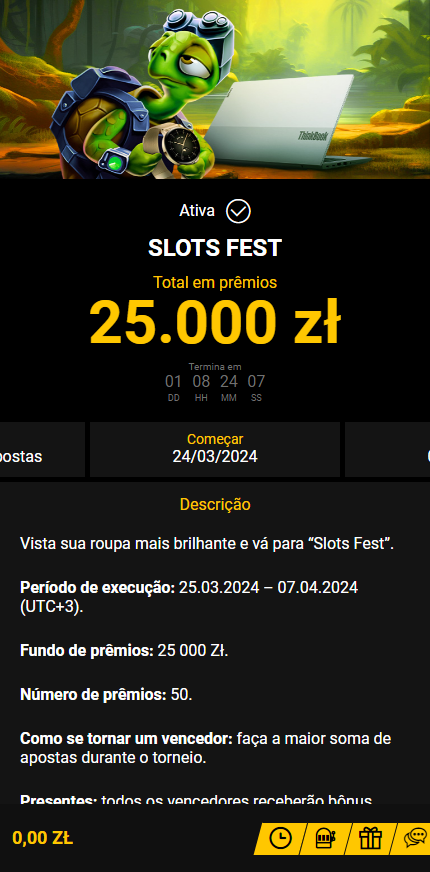 ThinkBook
Ativa
SLOTS FEST
Total em prêmios
25.000 zł
Termina em
01 08 24 07
DD HH MM SS
postas
Começar
24/03/2024
Descrição
Vista sua roupa mais brilhante e vá para “Slots Fest”.
Período de execução: 25.03.2024 – 07.04.2024
(UTC+3).
Fundo de prêmios: 25 000 Zł.
Número de prêmios: 50.
Como se tornar um vencedor: faça a maior soma de
apostas durante o torneio.
Presentes: todos os vencedores receberão bônus
0,00 ZŁ